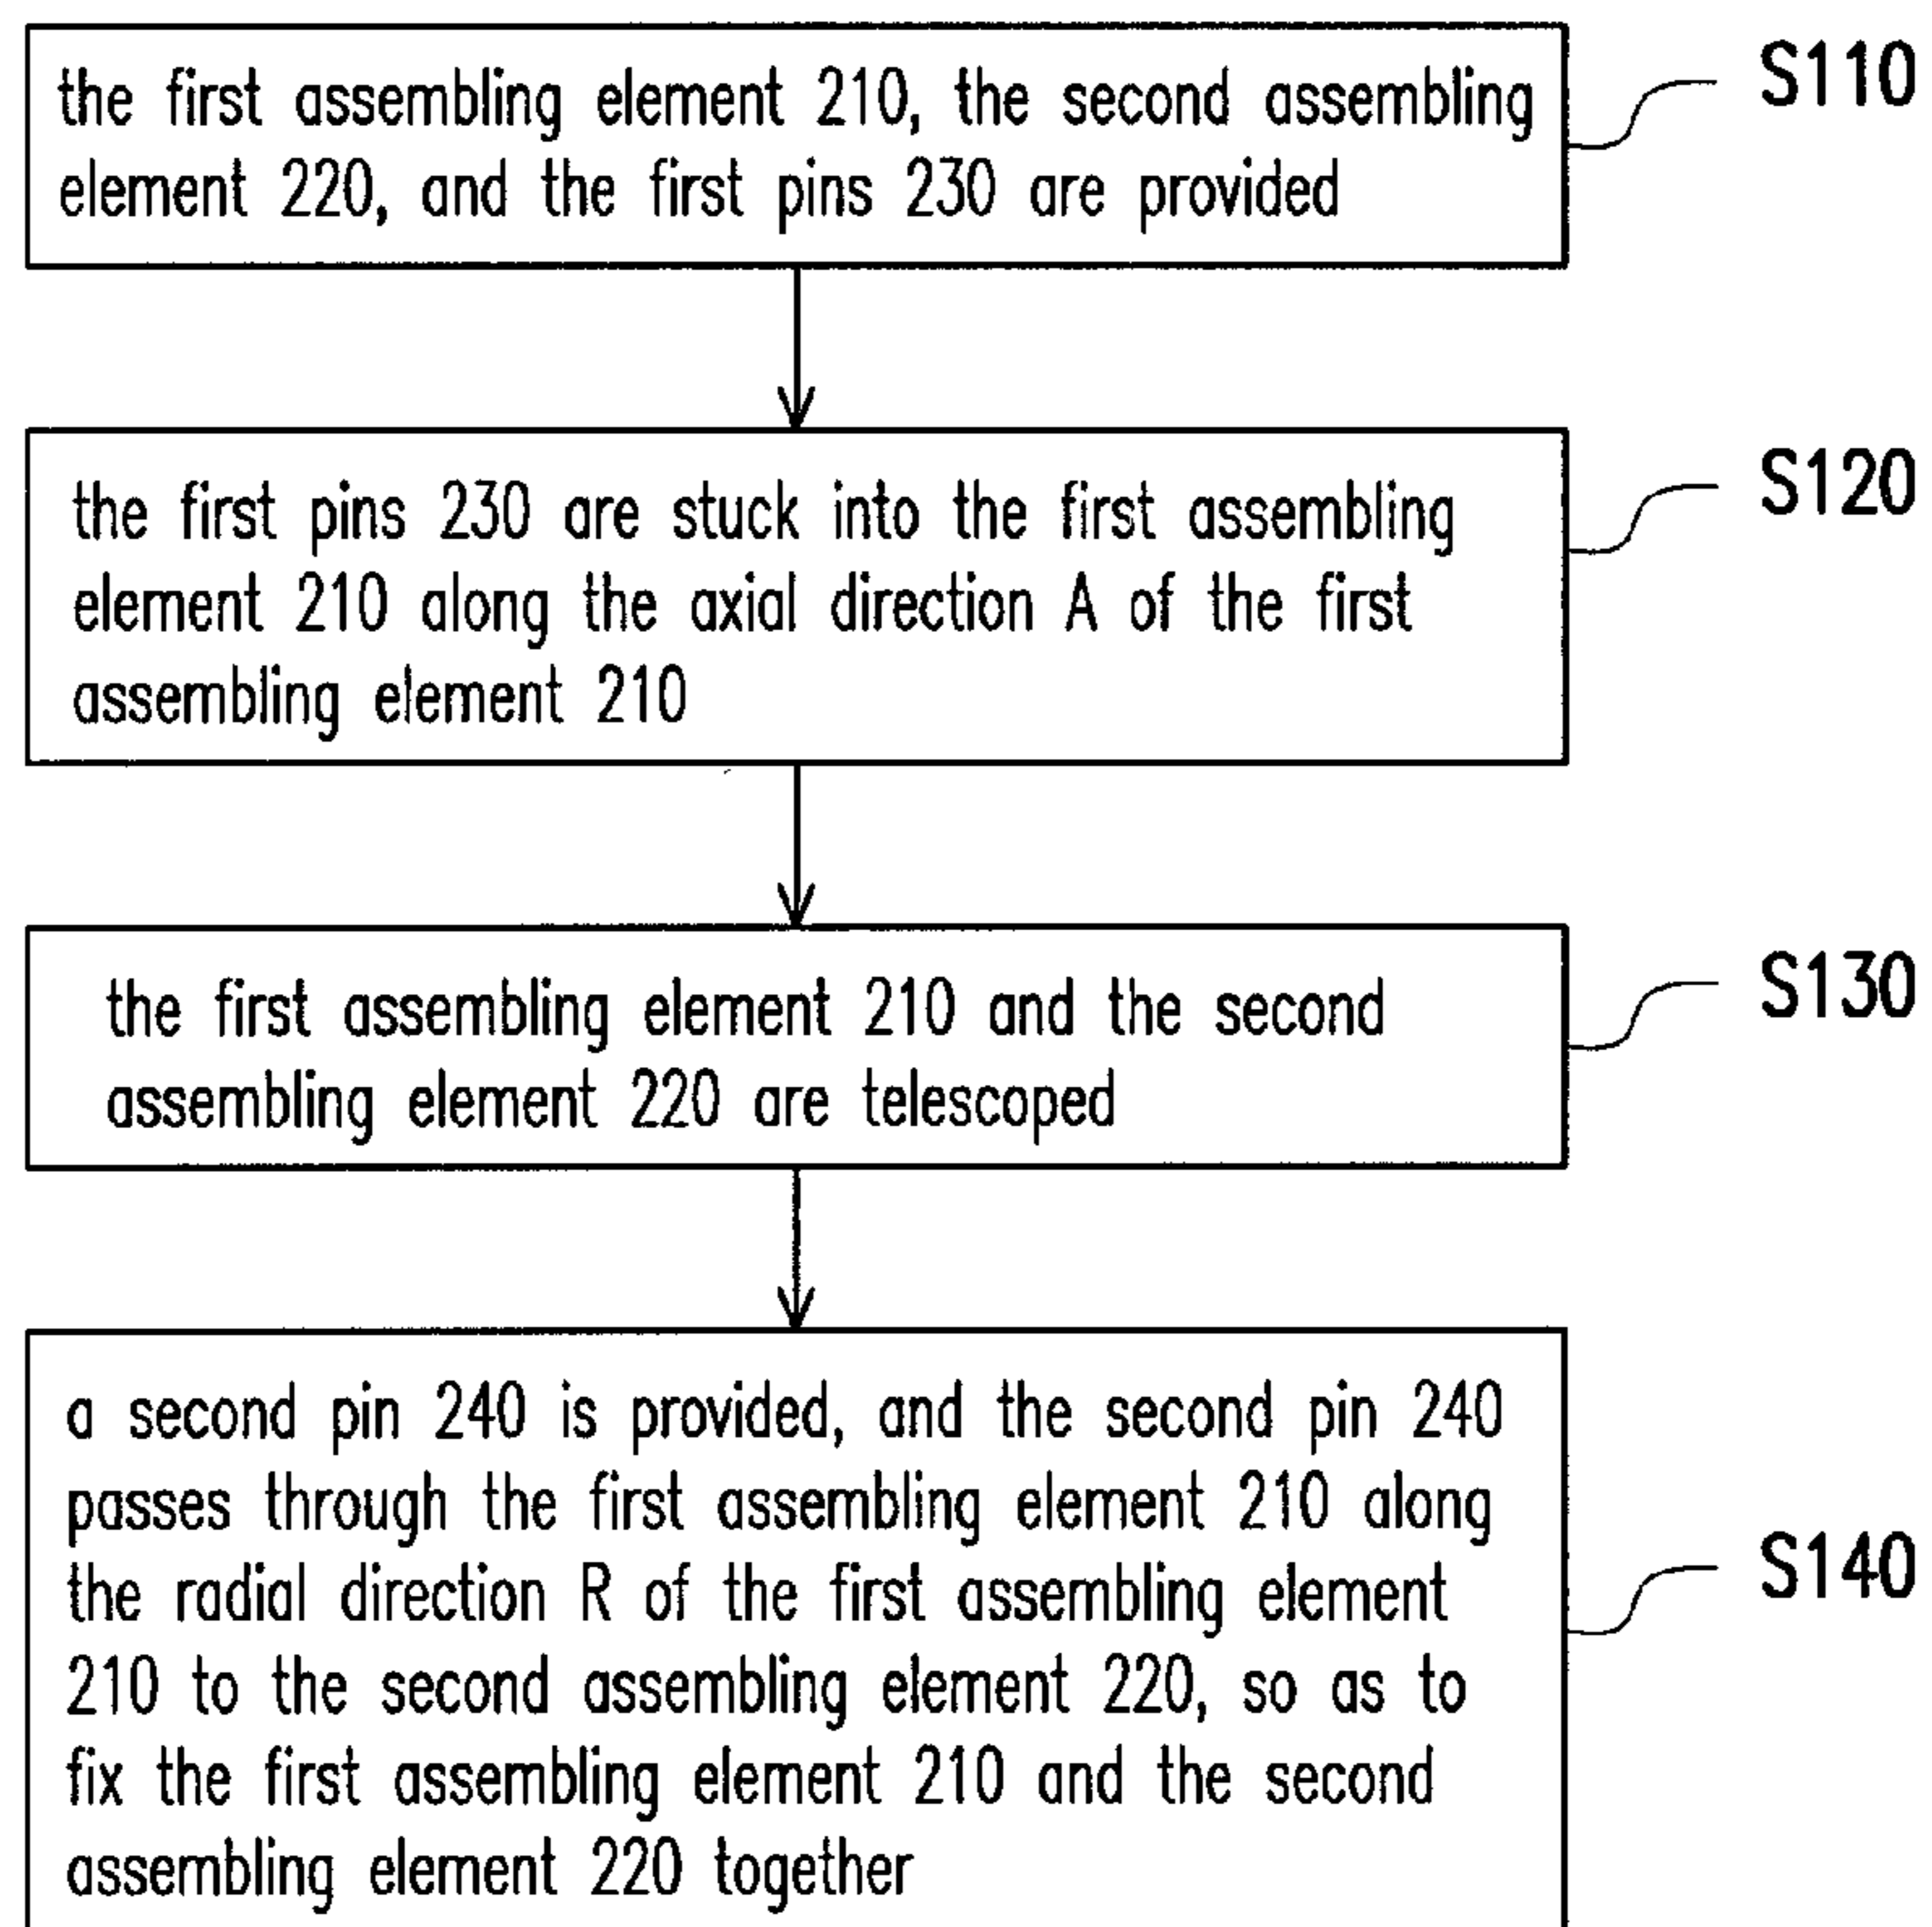 the first assembling element 210, the second assembling
element 220, and the first pins 230 are provided
S110
the first pins 230 are stuck into the first assembling
element 210 along the axial direction A of the first
assembling element 210
S120
the first assembling element 210 and the second
assembling element 220 are telescoped
S130
a second pin 240 is provided, and the second pin 240
passes through the first assembling element 210 along
the radial direction R of the first assembling element
210 to the second assembling element 220, so as to
fix the first assembling element 210 and the second
assembling element 220 together
S140